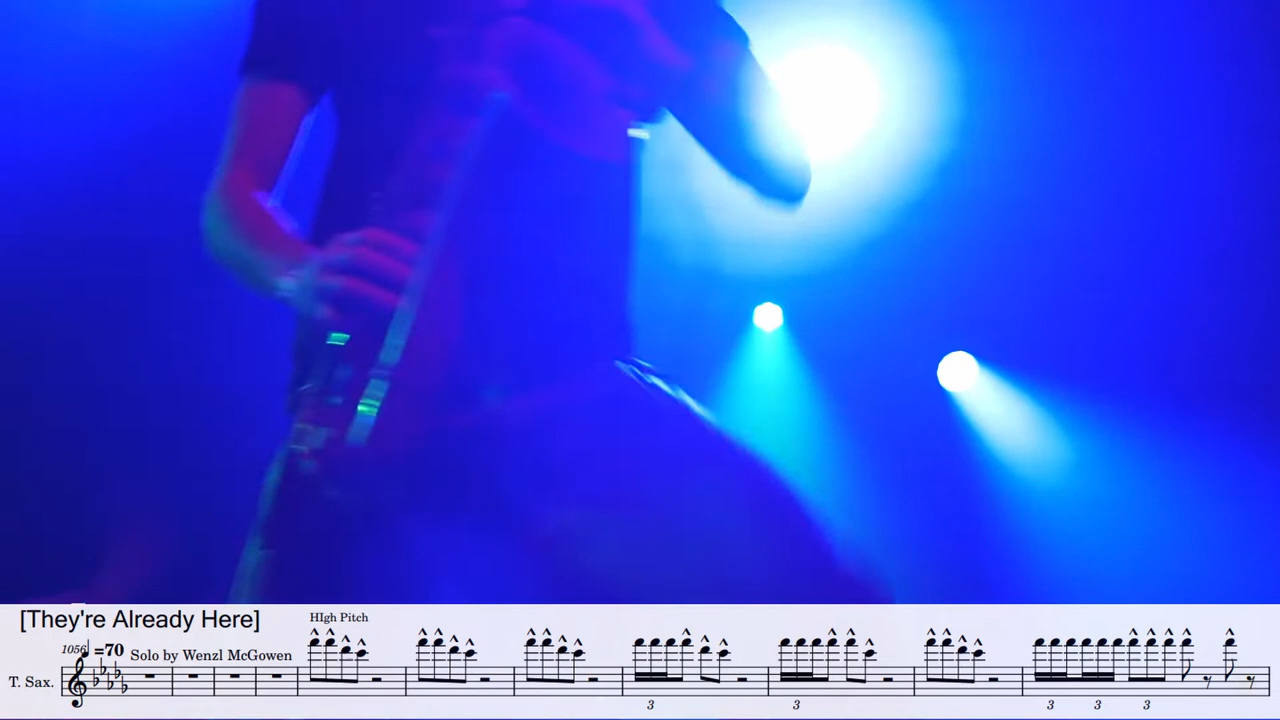 [They're Already Here]
HIgh Pitch
1056 =70 Solo by Wenzl McGowen
T. Sax.
3 3 3 3 3